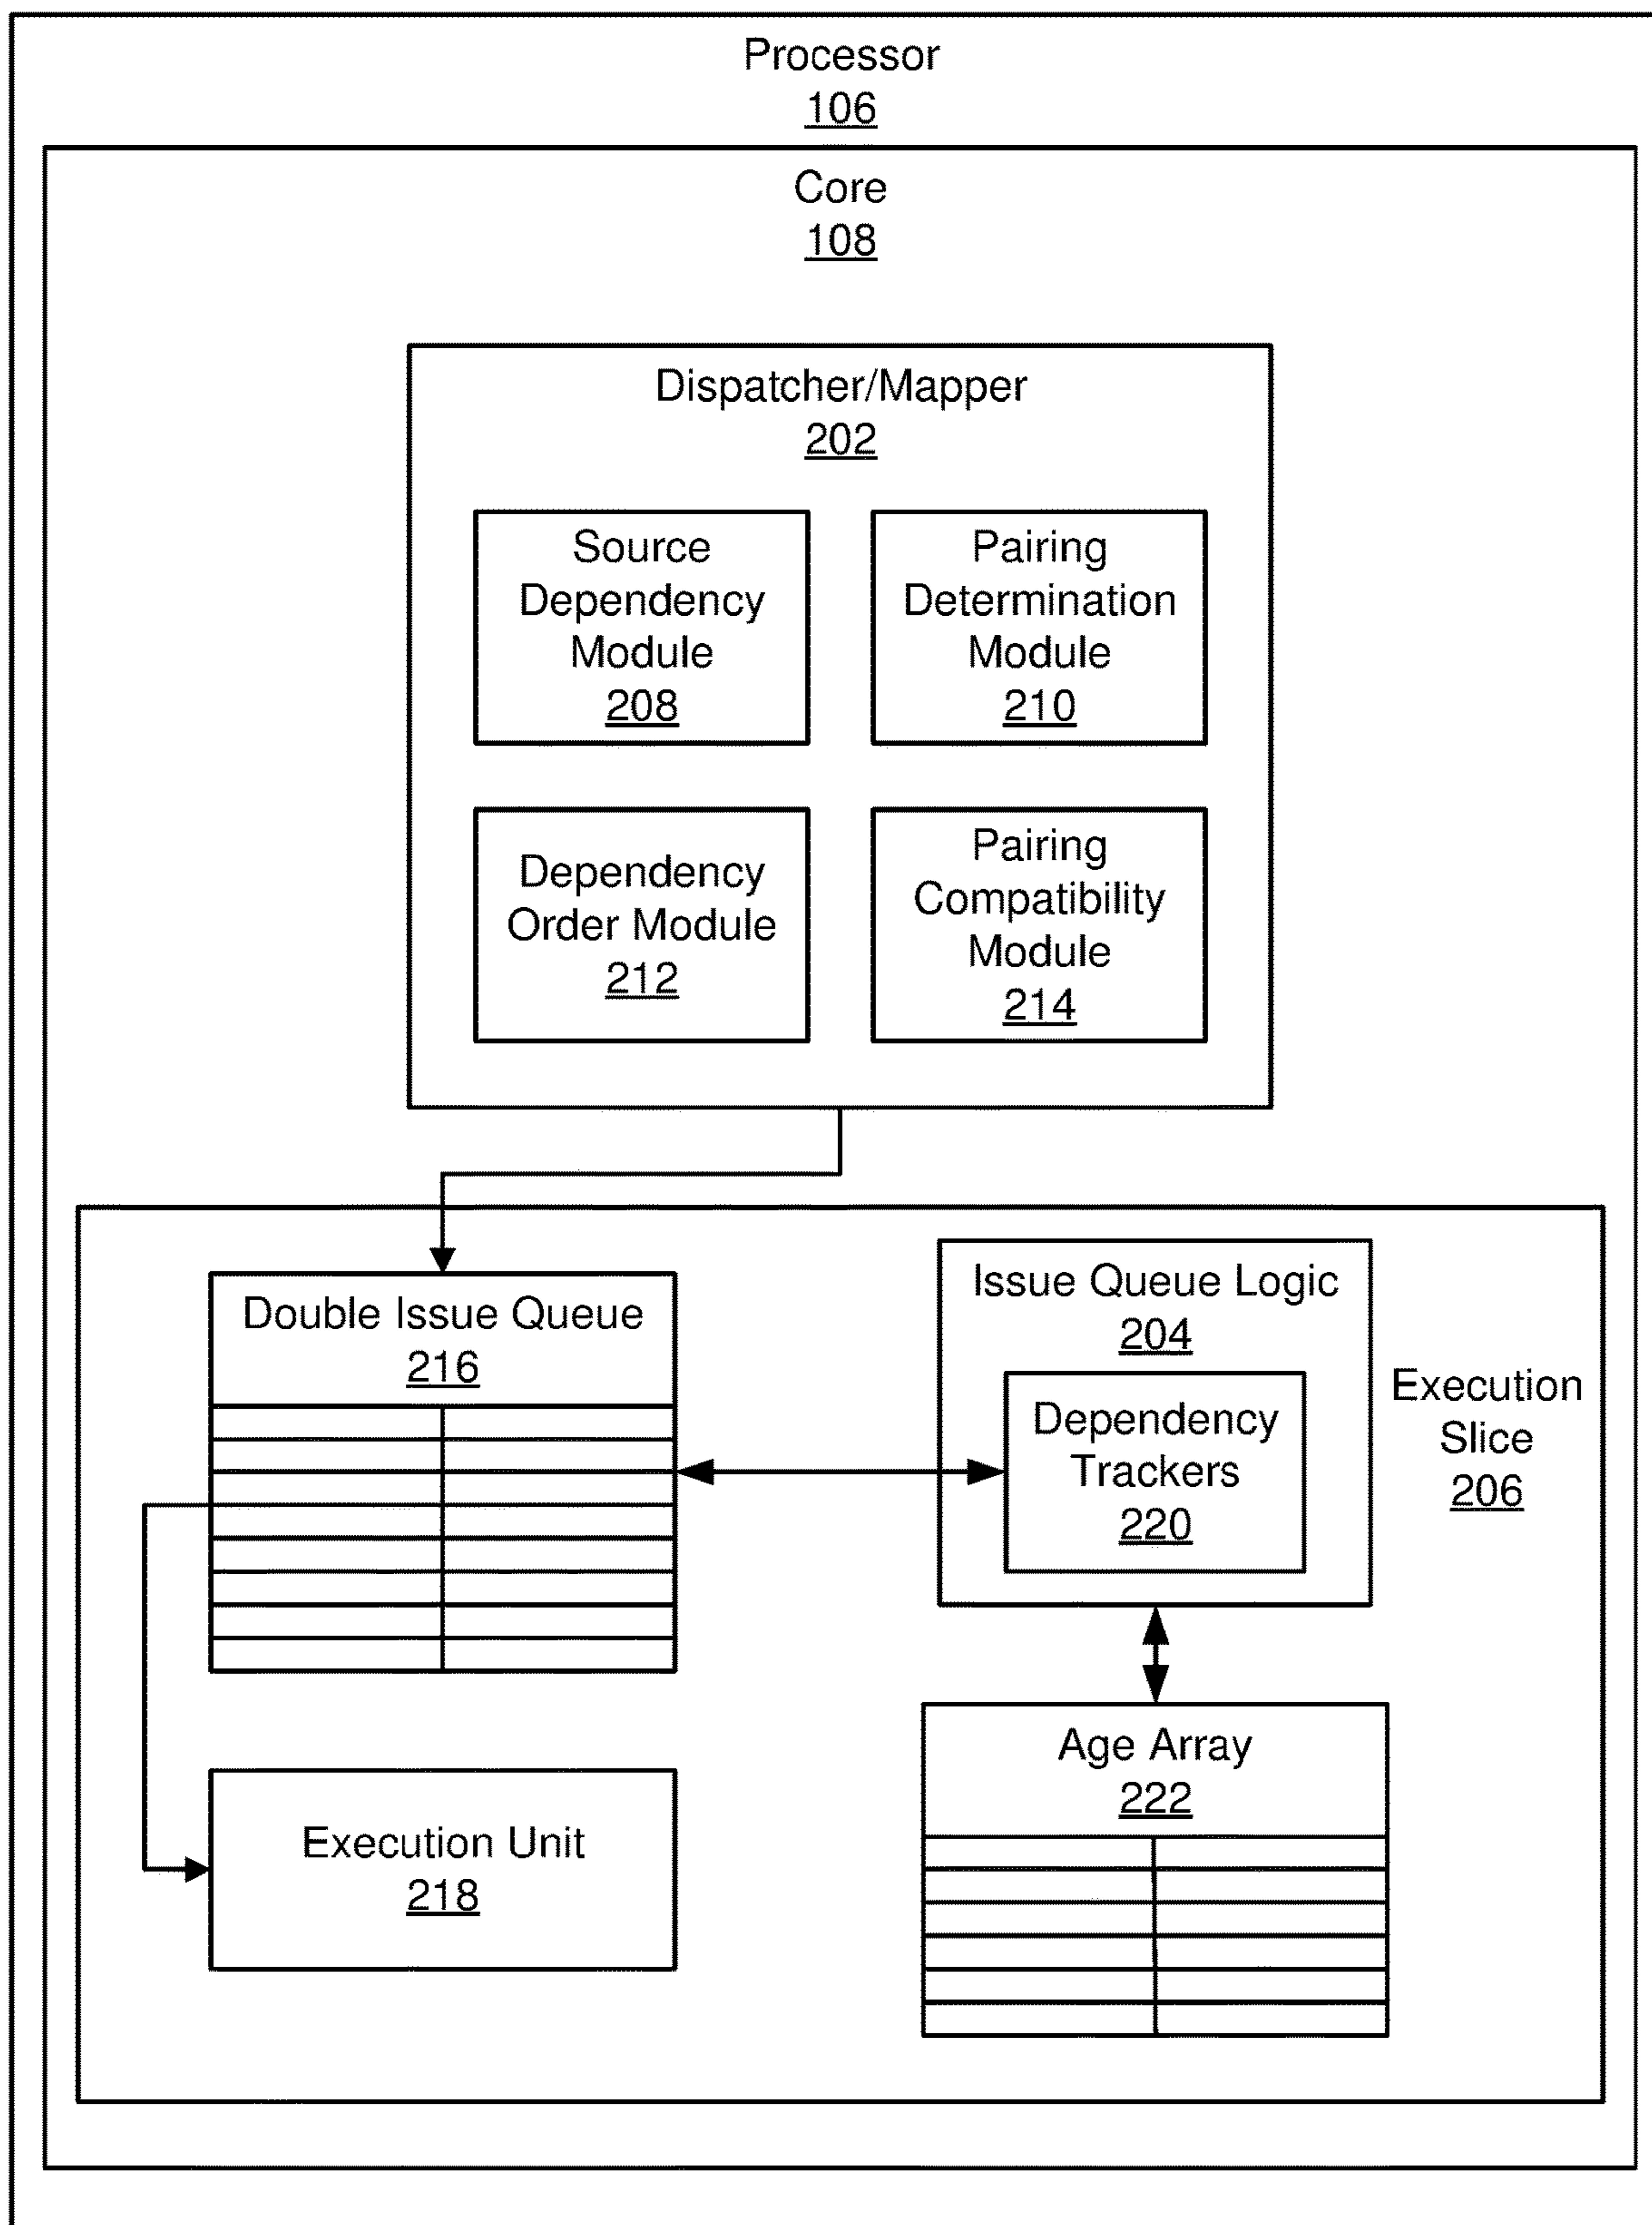 Processor
106
Core
108
Dispatcher/Mapper
202
Source
Dependency
Module
208
Pairing
Determination
Module
210
Dependency
Order Module
212
Pairing
Compatibility
Module
214
Double Issue Queue
216
Issue Queue Logic
204
Dependency
Trackers
220
Execution
Slice
206
Execution Unit
218
Age Array
222